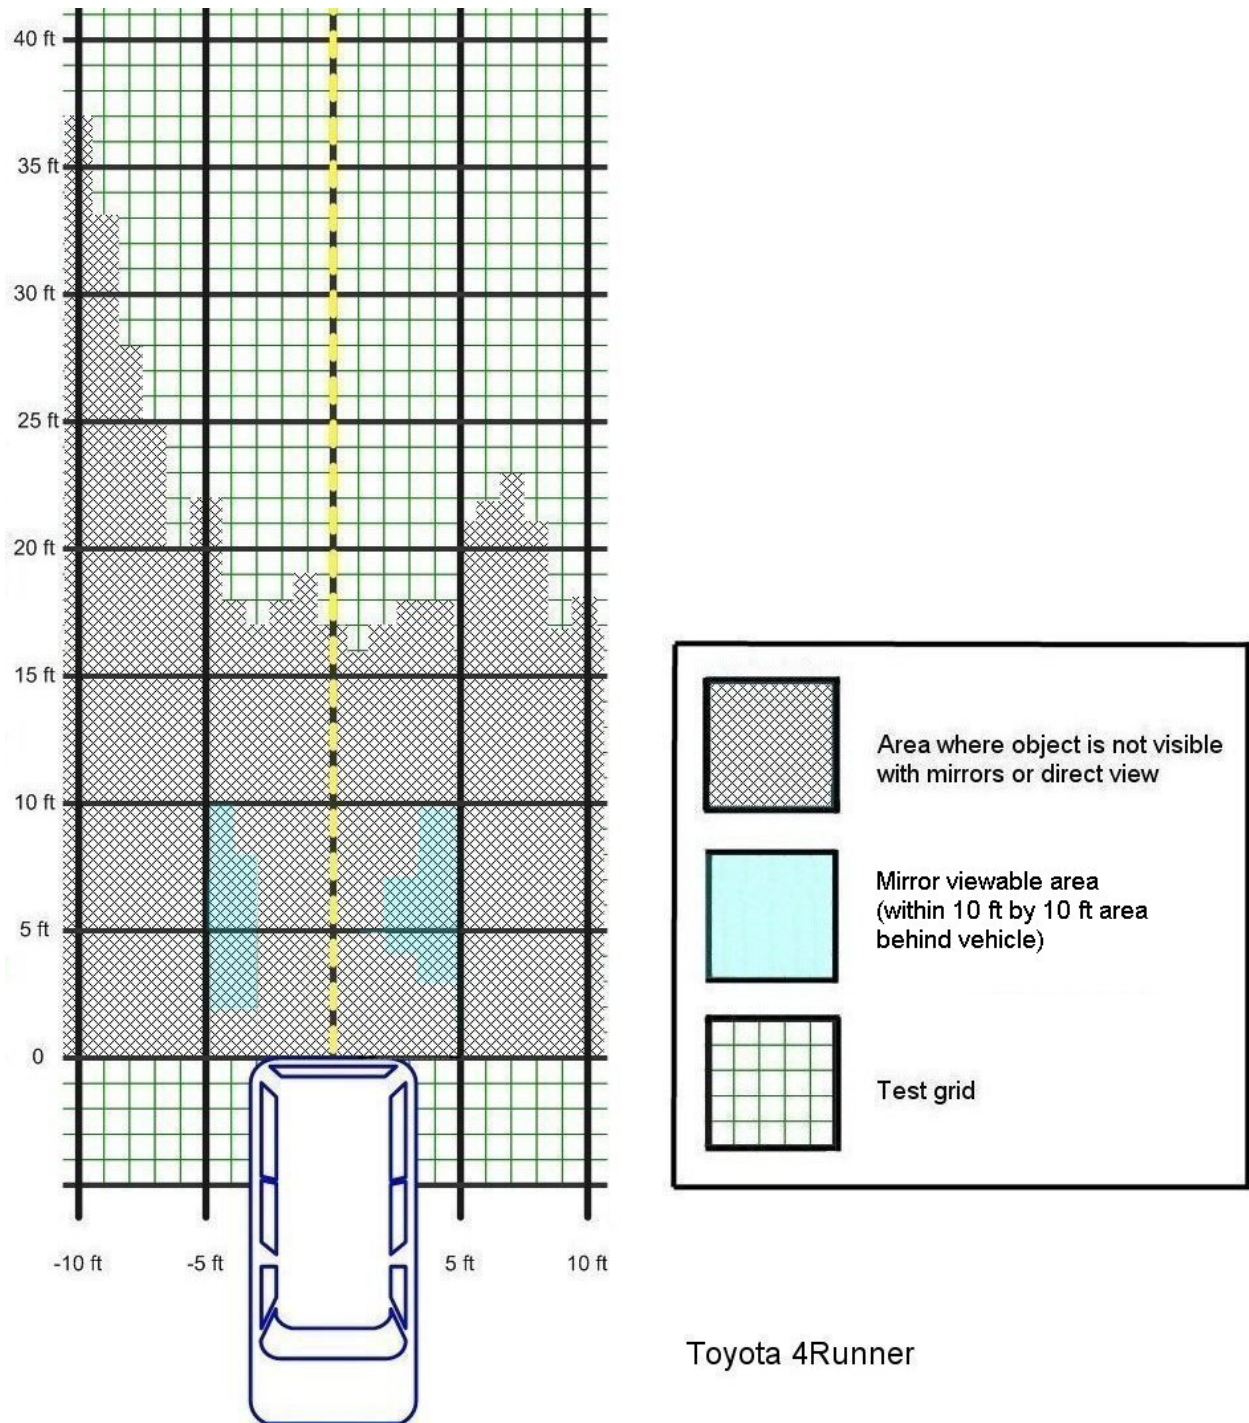 40 ft
35 ft
30 ft
25 ft
20 ft
15 ft
10 ft
5 ft
0
-10 ft
-5 ft
5 ft
10 ft
Area where object is not visible
with mirrors or direct view
Mirror viewable area
(within 10 ft by 10 ft area
behind vehicle)
Test grid
Toyota 4Runner